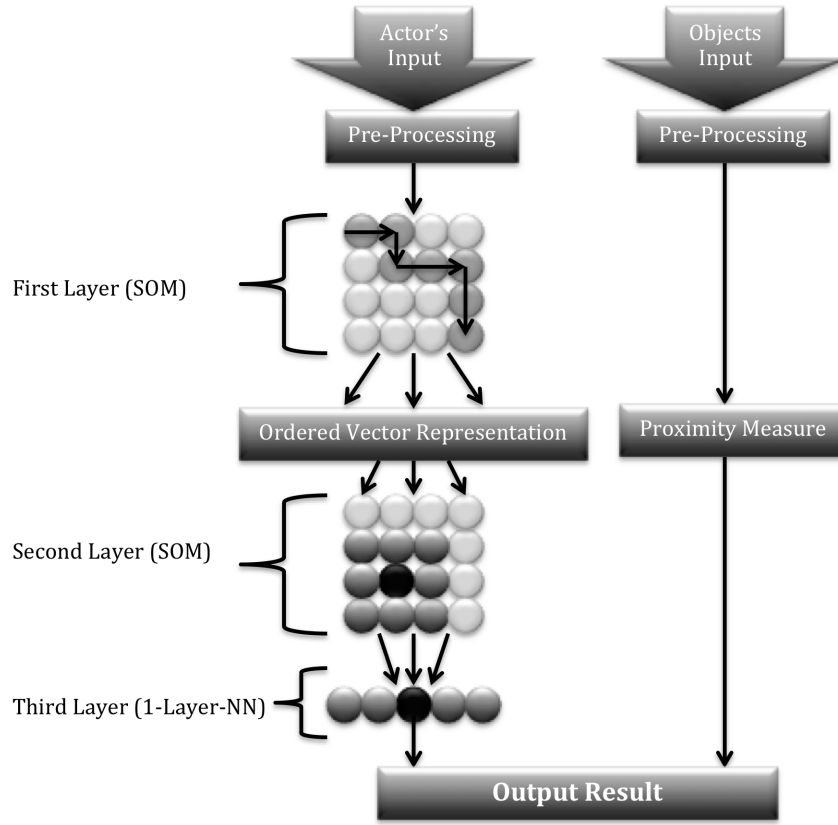 Actor's
Input
Objects
Input
Pre-Processing
Pre-Processing
First Layer (SOM)
Ordered Vector Representation
Proximity Measure
Second Layer (SOM)
Third Layer (1-Layer-NN)
Output Result